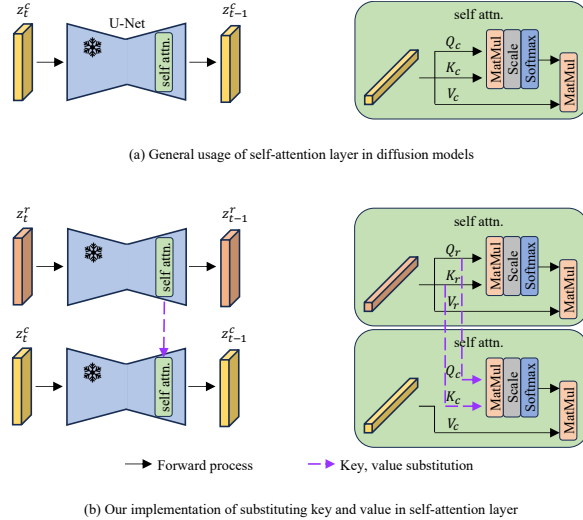 z_t^c
U-Net
z_{t-1}^c
self attn.
self attn.
Q_c
K_c
V_c
MatMul
Scale
Softmax
MatMul
(a) General usage of self-attention layer in diffusion models
z_t^r
z_{t-1}^r
self attn.
self attn.
Q_r
K_r
V_r
MatMul
Scale
Softmax
MatMul
z_t^c
z_{t-1}^c
self attn.
self attn.
Q_c
K_c
V_c
MatMul
Scale
Softmax
MatMul
Forward process
Key, value substitution
(b) Our implementation of substituting key and value in self-attention layer